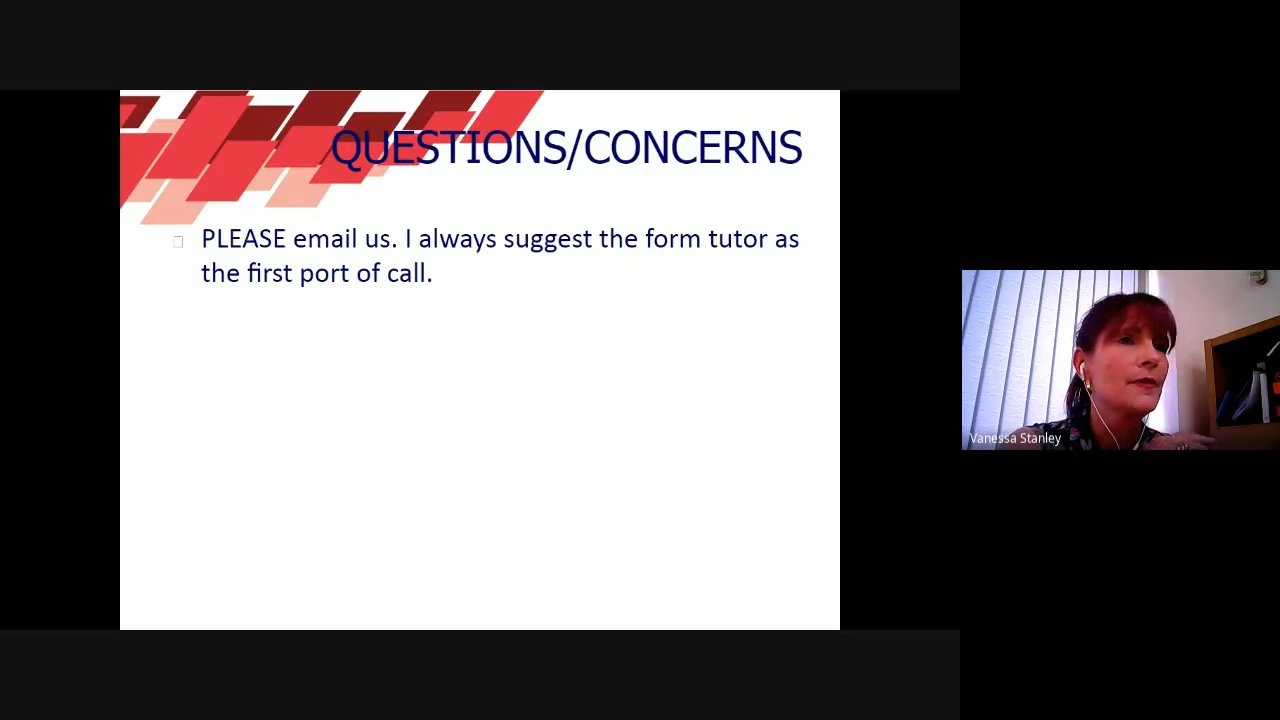 QUESTIONS/CONCERNS
PLEASE email us. I always suggest the form tutor as
the first port of call.
Vanessa Stanley